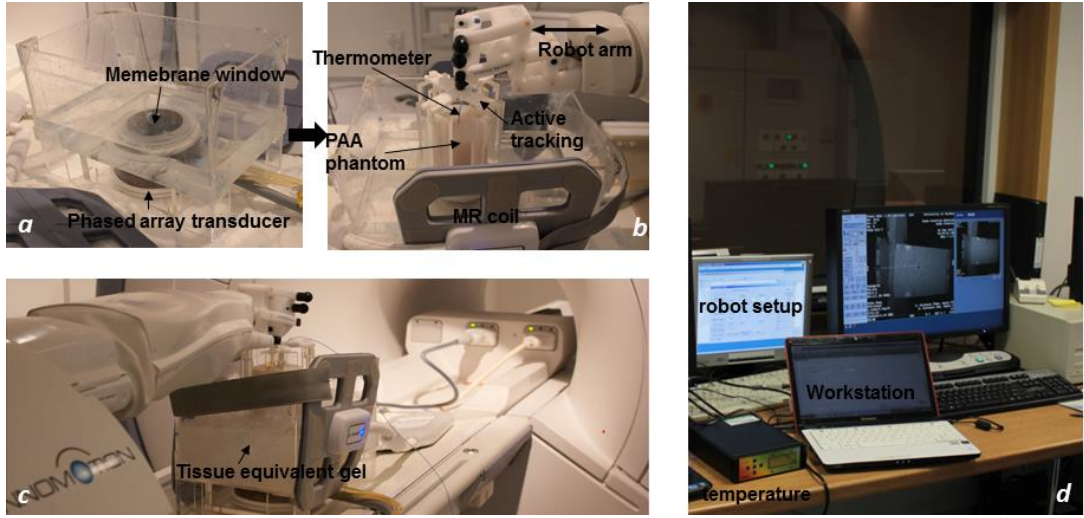 Memebrane window
Phased array transducer
a
Robot arm
Thermometer
Active
tracking
PAA
phantom
MR coil
b
Tissue equivalent gel
INNOMOTION
c
robot setup
Workstation
temperature
d